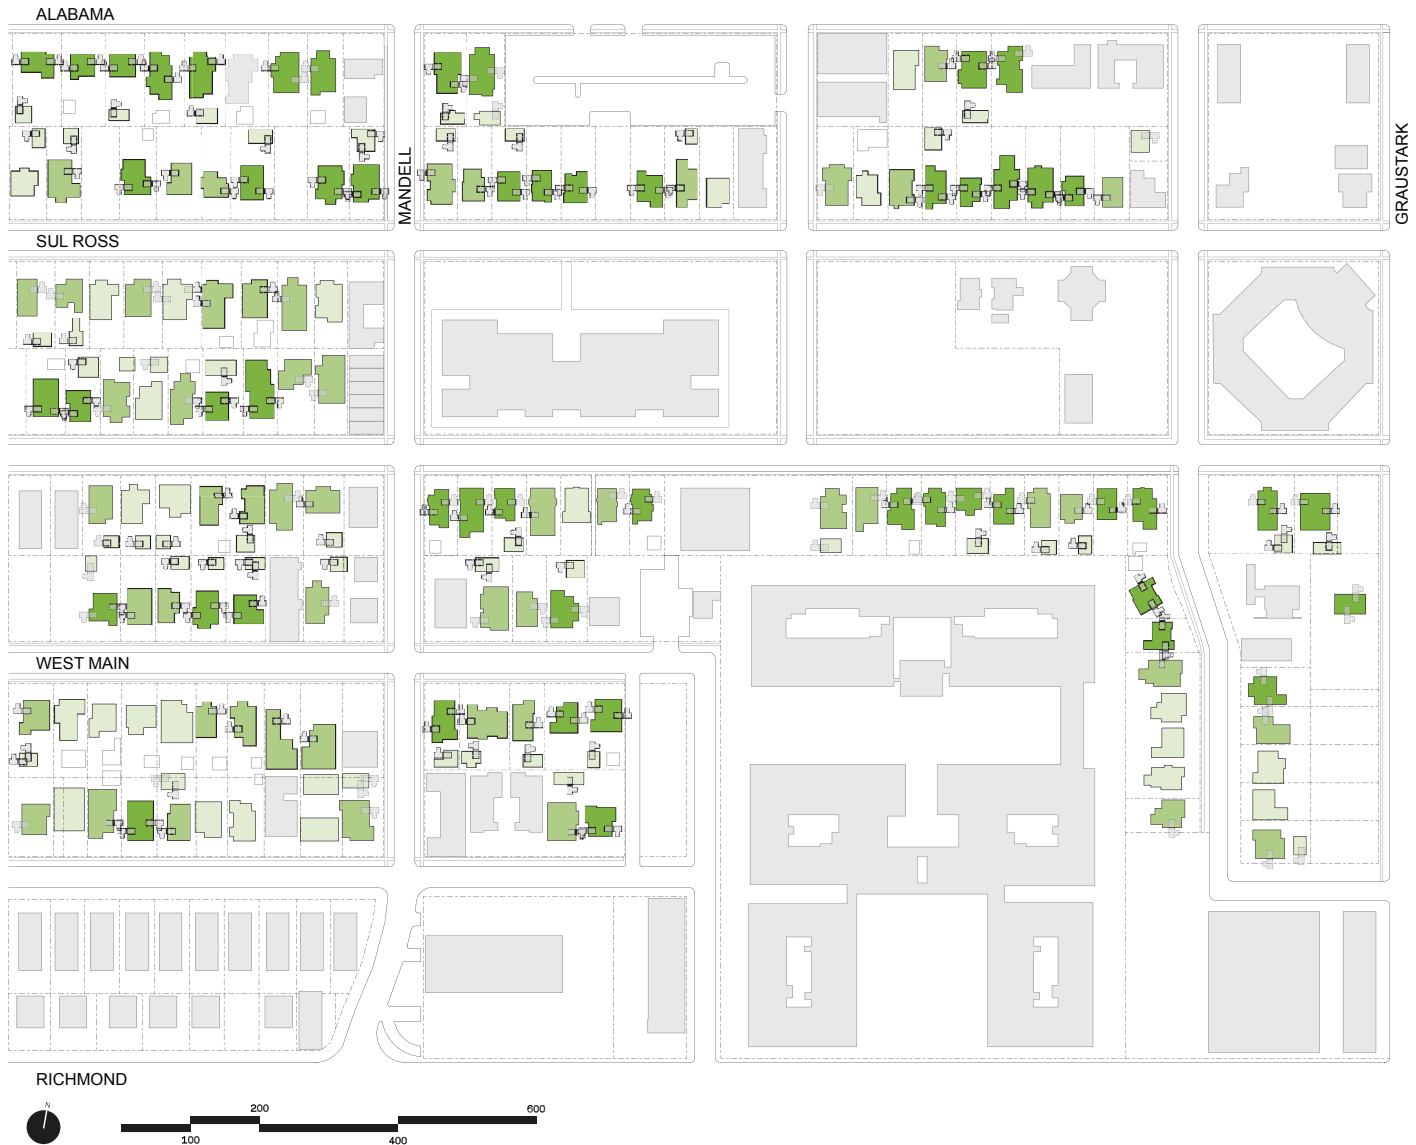 ALABAMA
MANDELL
GRAUSTARK
SUL ROSS
WEST MAIN
RICHMOND
N
200 600
100 400